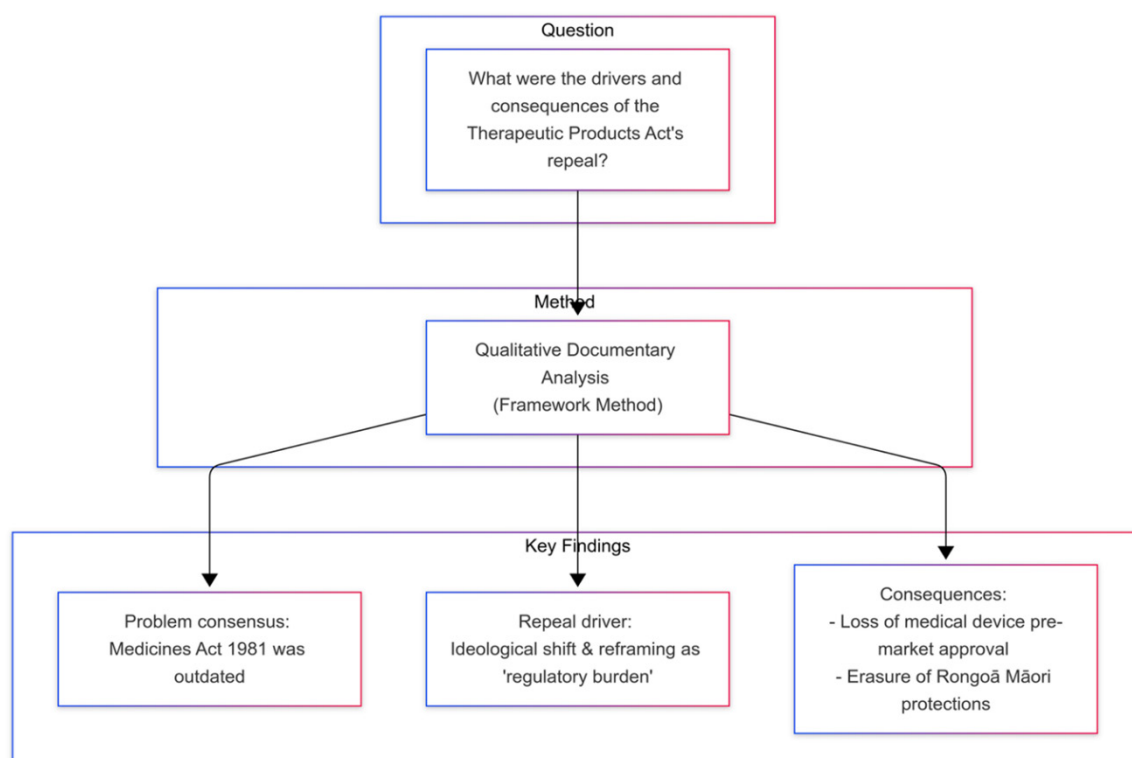 Question
What were the drivers and
consequences of the
Therapeutic Products Act's
repeal?
Method
Qualitative Documentary
Analysis
(Framework Method)
Key Findings
Problem consensus:
Medicines Act 1981 was
outdated
Repeal driver:
Ideological shift & reframing as
'regulatory burden'
Consequences:
- Loss of medical device pre-
market approval
- Erasure of Rongoā Māori
protections